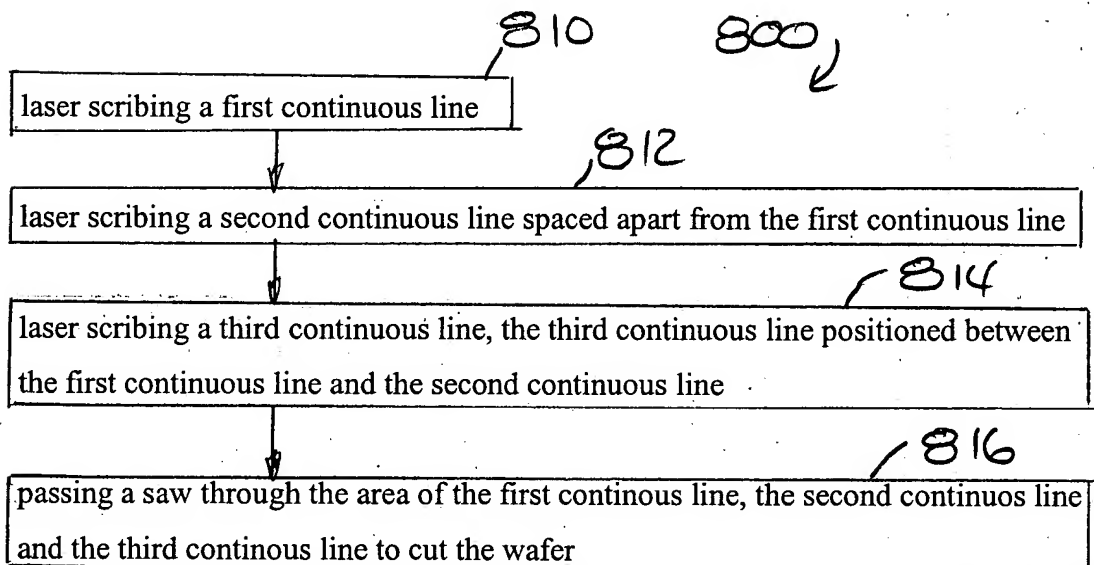 810 800
laser scribing a first continuous line
812
laser scribing a second continuous line spaced apart from the first continuous line
814
laser scribing a third continuous line, the third continuous line positioned between
the first continuous line and the second continuous line
816
passing a saw through the area of the first continous line, the second continuos line
and the third continous line to cut the wafer